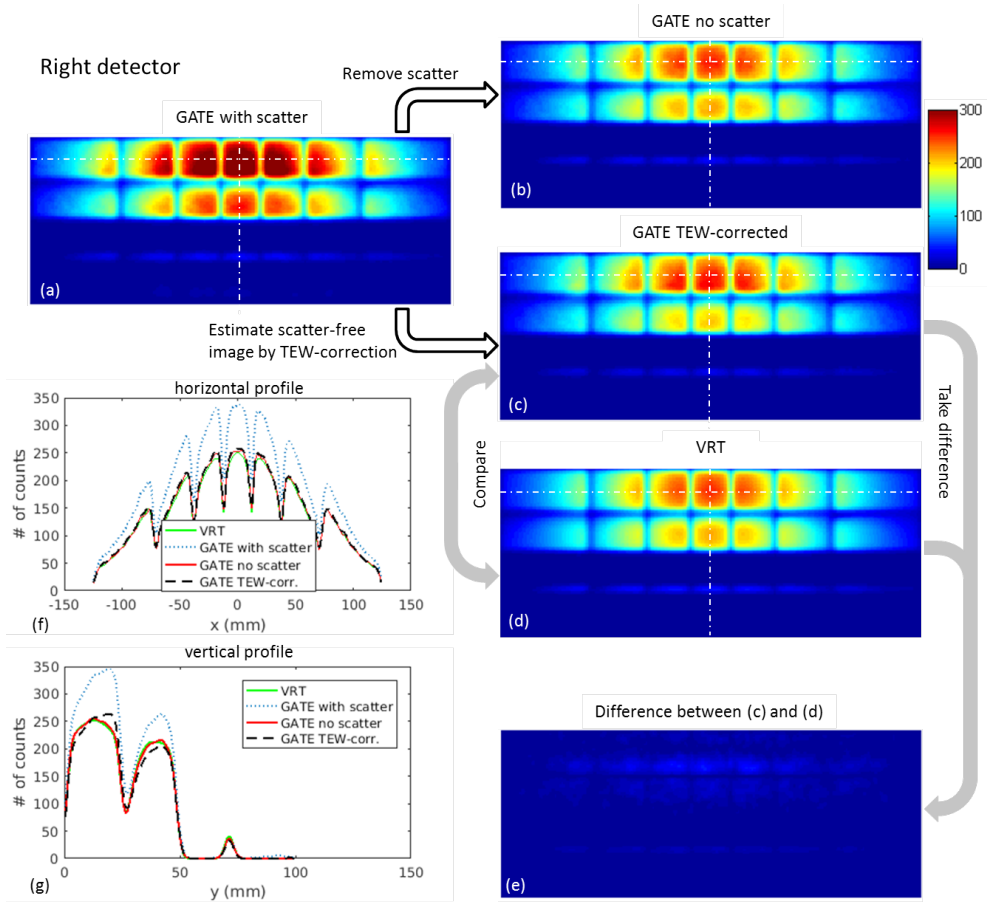 GATE no scatter
Right detector
Remove scatter
GATE with scatter
300
200
100
0
(b)
(a)
GATE TEW-corrected
Estimate scatter-free
image by TEW-correction
(c)
Take difference
Compare
VRT
(d)
horizontal profile
350
300
250
200
150
100
50
0
# of counts
VRT
GATE with scatter
GATE no scatter
GATE TEW-corr.
-150 -100 -50 0 50 100 150
x (mm)
(f)
vertical profile
350
300
250
200
150
100
50
0
# of counts
VRT
GATE with scatter
GATE no scatter
GATE TEW-corr.
0 50 100 150
y (mm)
(g)
Difference between (c) and (d)
(e)